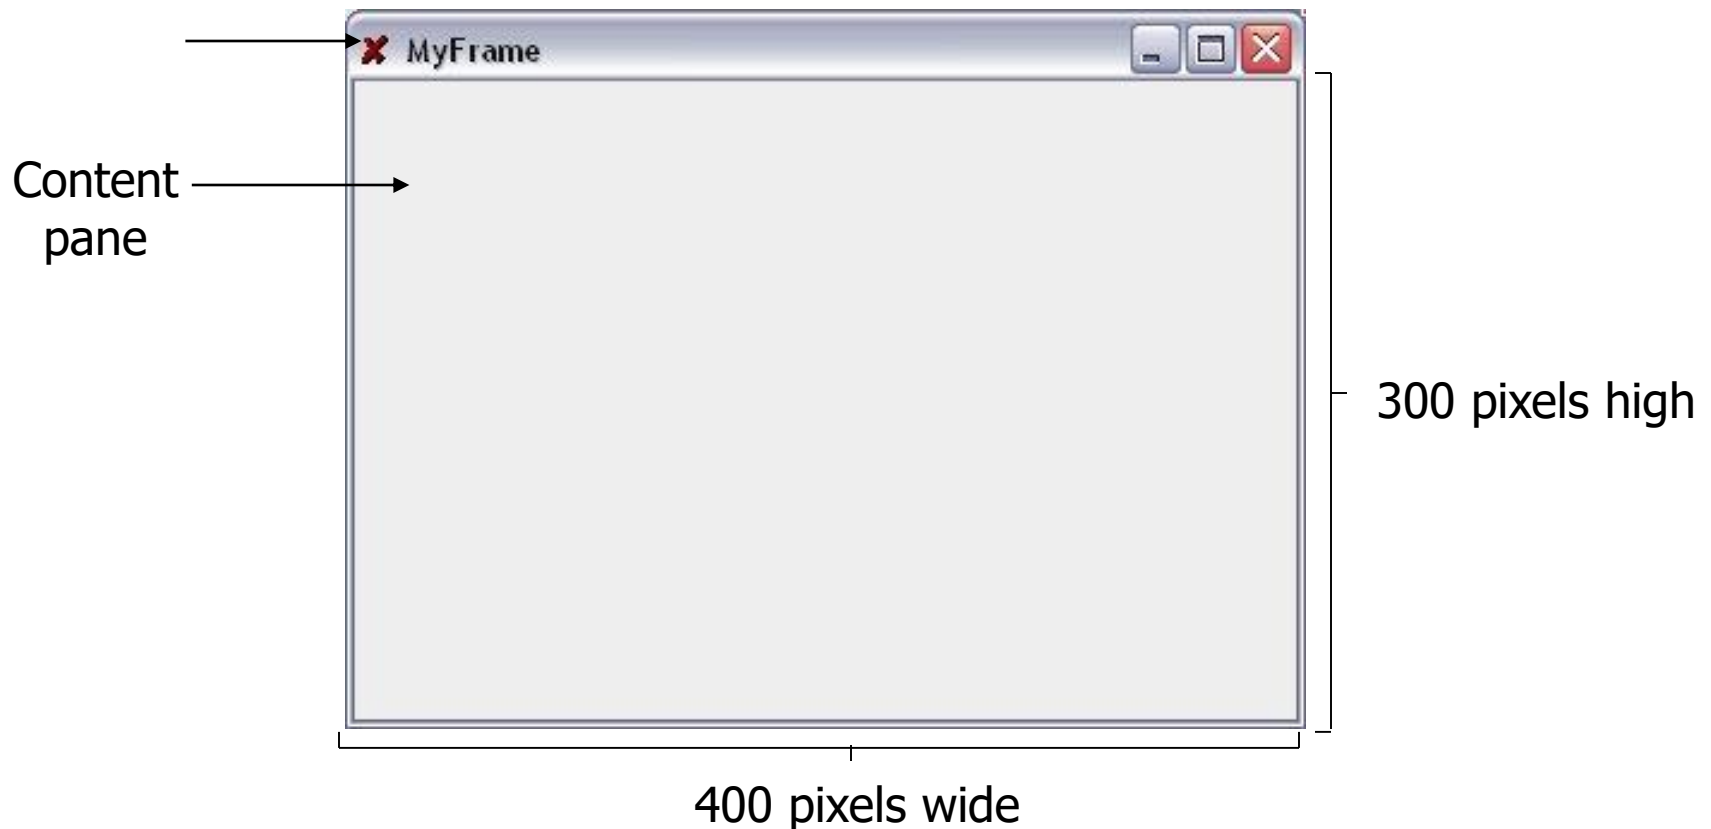 MyFrame
Content
pane
300 pixels high
400 pixels wide